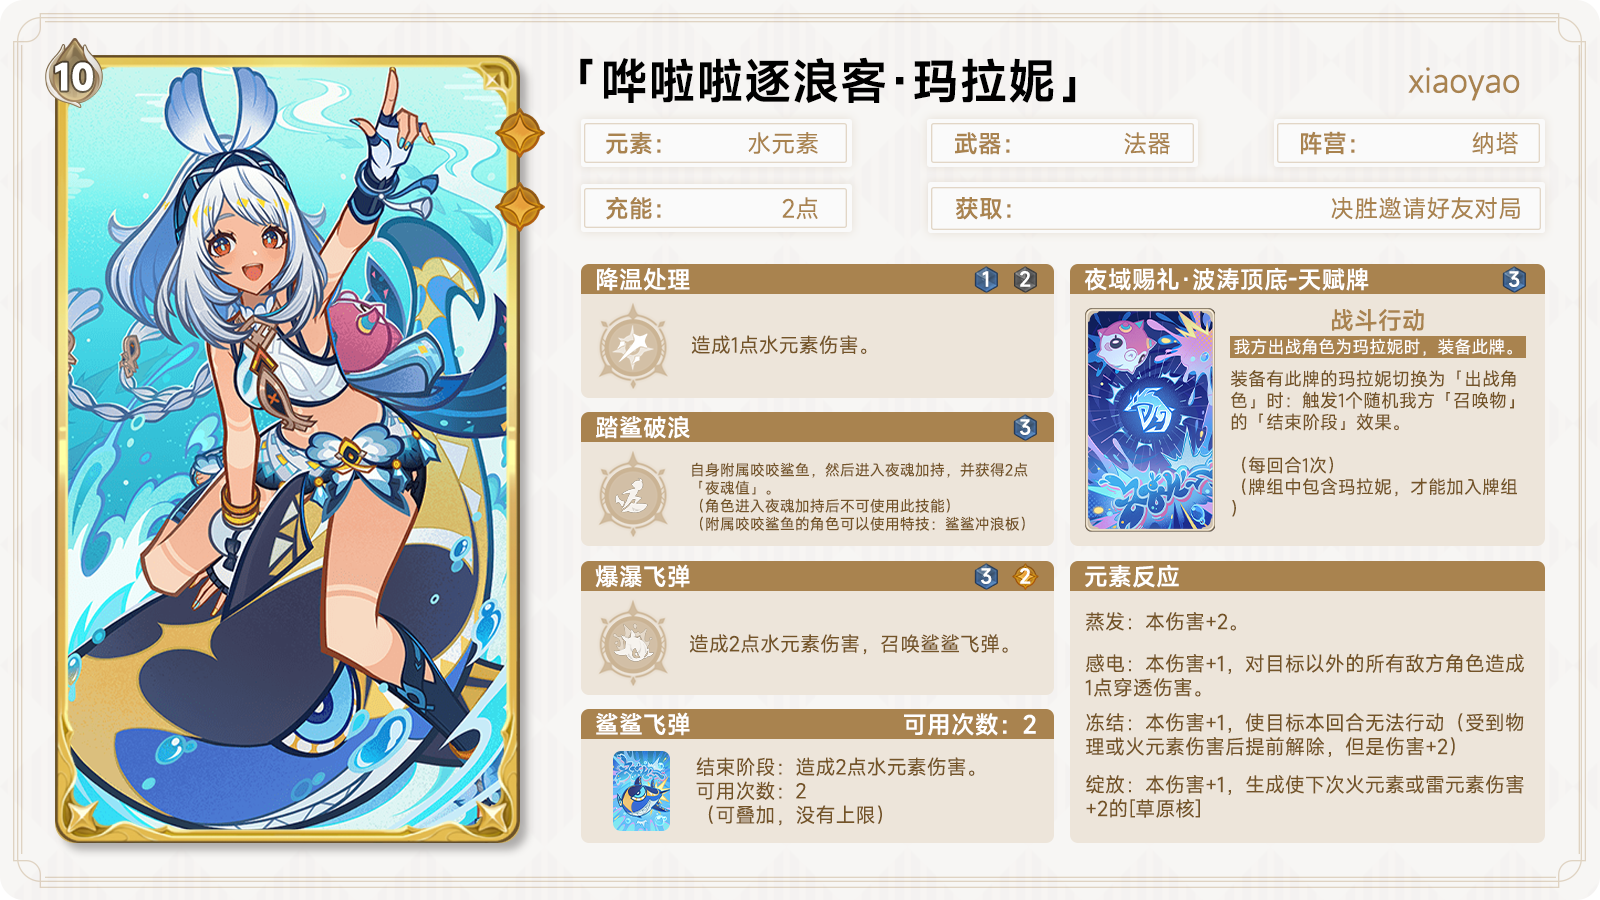 10
「哗啦啦逐浪客·玛拉妮」
xiaoyao
元素： 水元素
武器： 法器
阵营： 纳塔
充能： 2点
获取： 决胜邀请好友对局
降温处理 1 2
造成1点水元素伤害。
踏鲨破浪 3
自身附属咬咬鲨鱼，然后进入夜魂加持，并获得2点
「夜魂值」。
（角色进入夜魂加持后不可使用此技能）
（附属咬咬鲨鱼的角色可以使用特技：鲨鲨冲浪板）
爆瀑飞弹 3 2
造成2点水元素伤害，召唤鲨鲨飞弹。
鲨鲨飞弹 可用次数：2
结束阶段：造成2点水元素伤害。
可用次数：2
（可叠加，没有上限）
夜域赐礼·波涛顶底-天赋牌 3
战斗行动
我方出战角色为玛拉妮时，装备此牌。
装备有此牌的玛拉妮切换为「出战角
色」时：触发1个随机我方「召唤物」
的「结束阶段」效果。
（每回合1次）
（牌组中包含玛拉妮，才能加入牌组
）
元素反应
蒸发：本伤害+2。
感电：本伤害+1，对目标以外的所有敌方角色造成
1点穿透伤害。
冻结：本伤害+1，使目标本回合无法行动（受到物
理或火元素伤害后提前解除，但是伤害+2）
绽放：本伤害+1，生成使下次火元素或雷元素伤害
+2的[草原核]